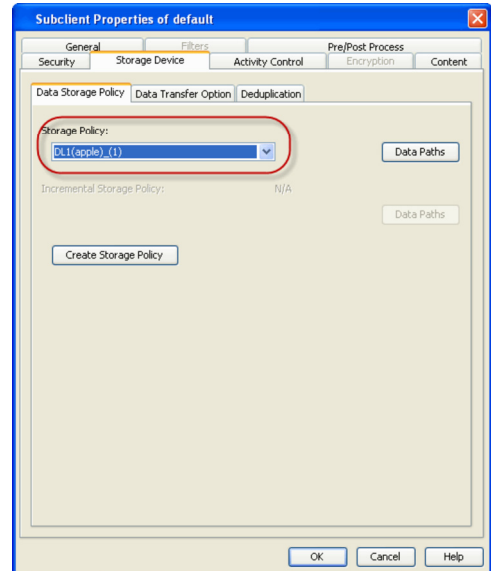 Subclient Properties of default
General Filters Pre/Post Process
Security Storage Device Activity Control Encryption Content
Data Storage Policy Data Transfer Option Deduplication
Storage Policy:
DL1(apple)_(1)
Data Paths
Incremental Storage Policy: N/A
Data Paths
Create Storage Policy
OK Cancel Help